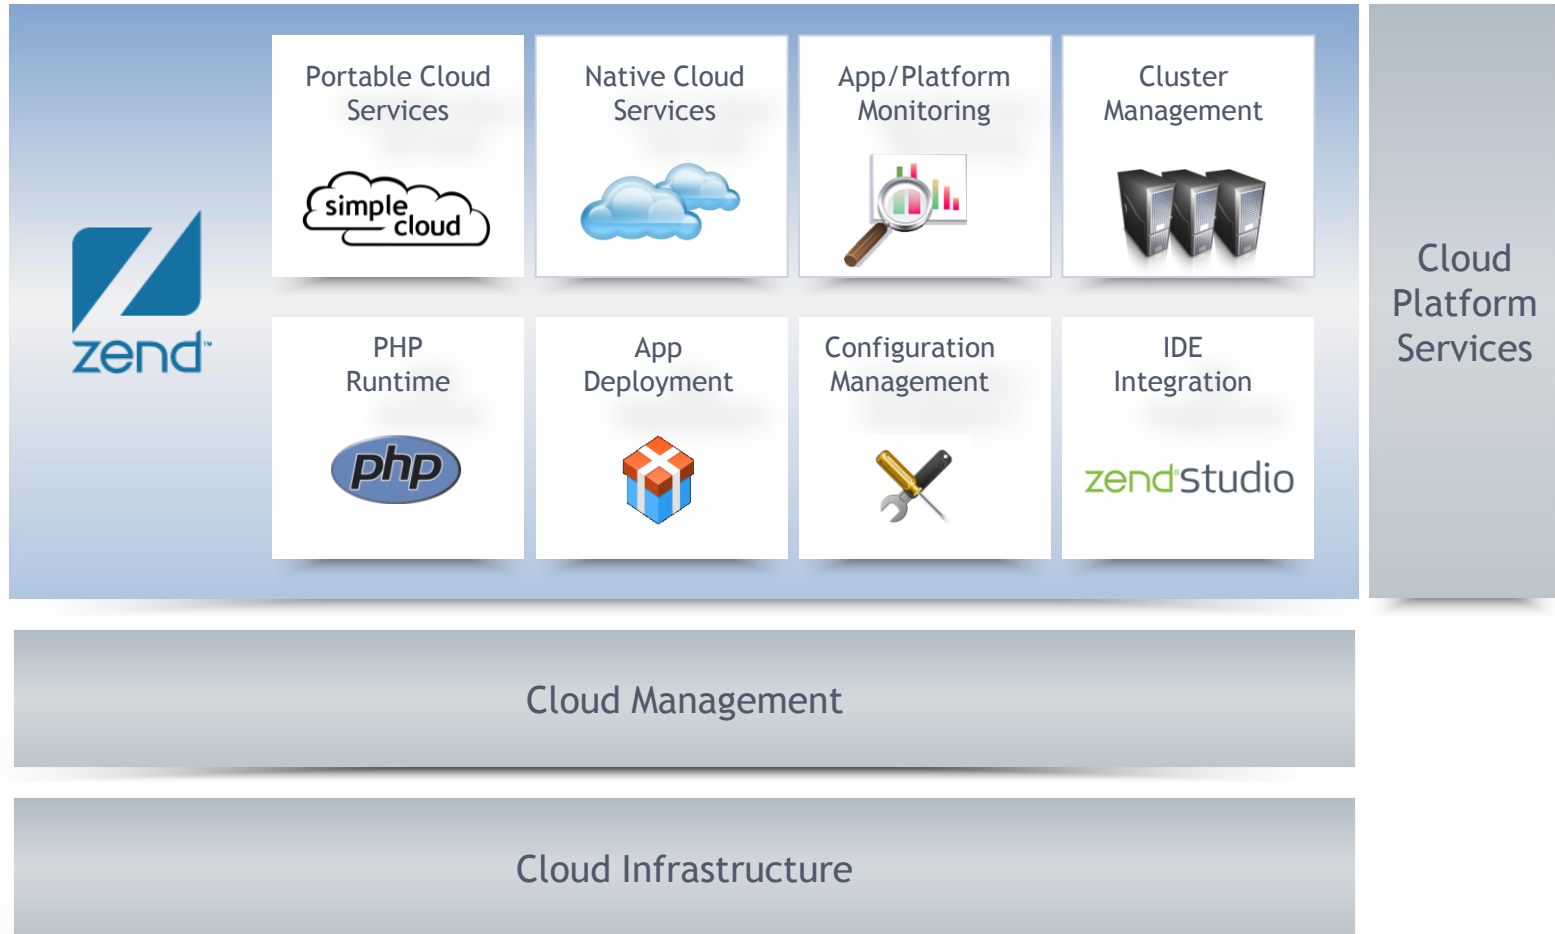 Portable Cloud
Services
Native Cloud
Services
App/Platform
Monitoring
Cluster
Management
simple
cloud
zend™
PHP
Runtime
App
Deployment
Configuration
Management
IDE
Integration
php
zend®studio
Cloud
Platform
Services
Cloud Management
Cloud Infrastructure